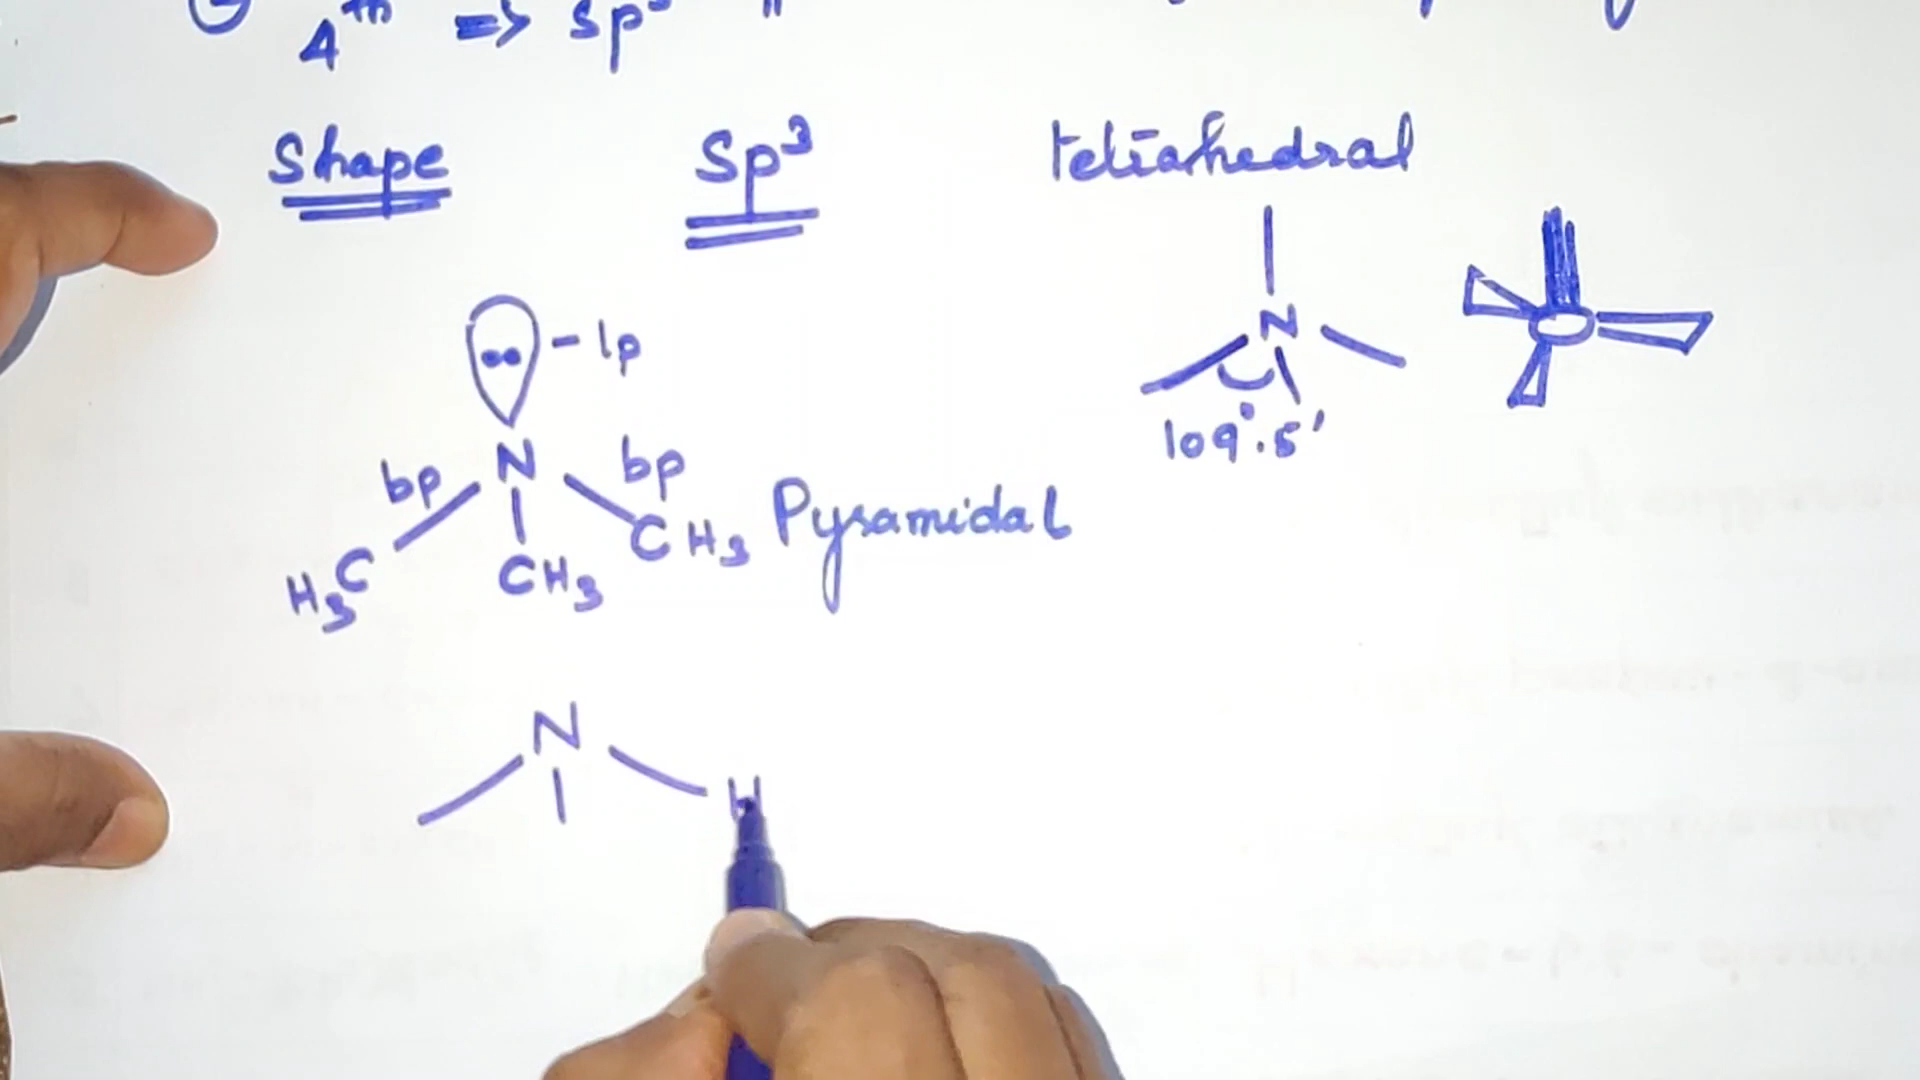 4th => sp3 "
Shape sp3 tetrahedral
lp
N
109°.5'
bp N bp
H3C CH3 CH3 Pyramidal
N
H